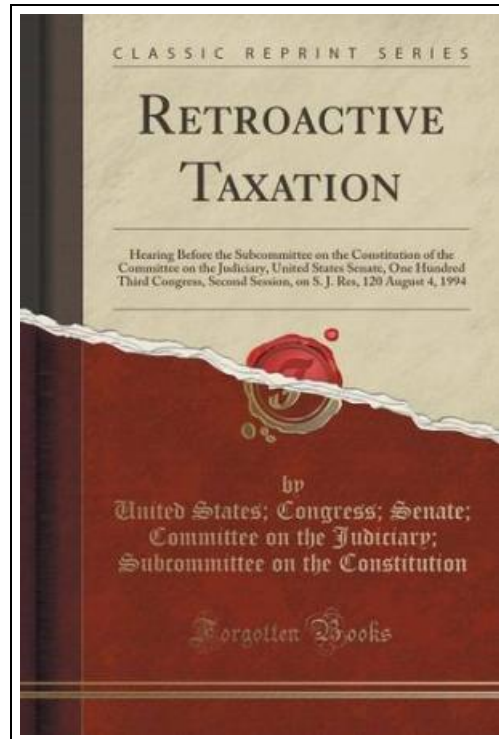 CLASSIC REPRINT SERIES
RETROACTIVE
TAXATION
Hearing Before the Subcommittee on the Constitution of the
Committee on the Judiciary, United States Senate, One Hundred
Third Congress, Second Session, on S. J. Res, 120 August 4, 1994
by
United States; Congress; Senate;
Committee on the Judiciary;
Subcommittee on the Constitution
Forgotten Books